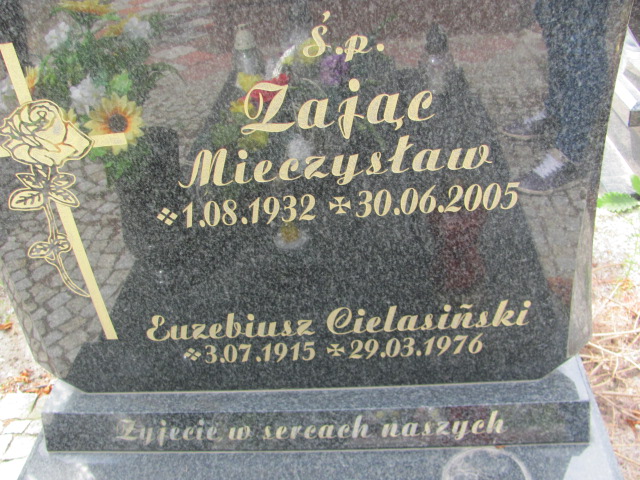 Ś.p.
Zając
Mieczysław
1.08.1932 ✠ 30.06.2005
Euzebiusz Cielasiński
3.07.1915 ✠ 29.03.1976
Żyjecie w sercach naszych